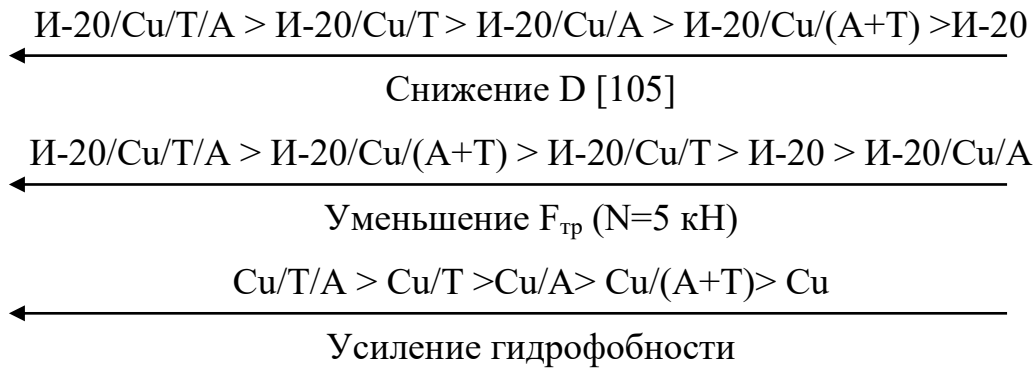 И-20/Cu/T/A > И-20/Cu/T > И-20/Cu/A > И-20/Cu/(A+T) >И-20
Снижение D [105]
И-20/Cu/T/A > И-20/Cu/(A+T) > И-20/Cu/T > И-20 > И-20/Cu/A
Уменьшение Fтр (N=5 кН)
Cu/T/A > Cu/T >Cu/A> Cu/(A+T)> Cu
Усиление гидрофобности